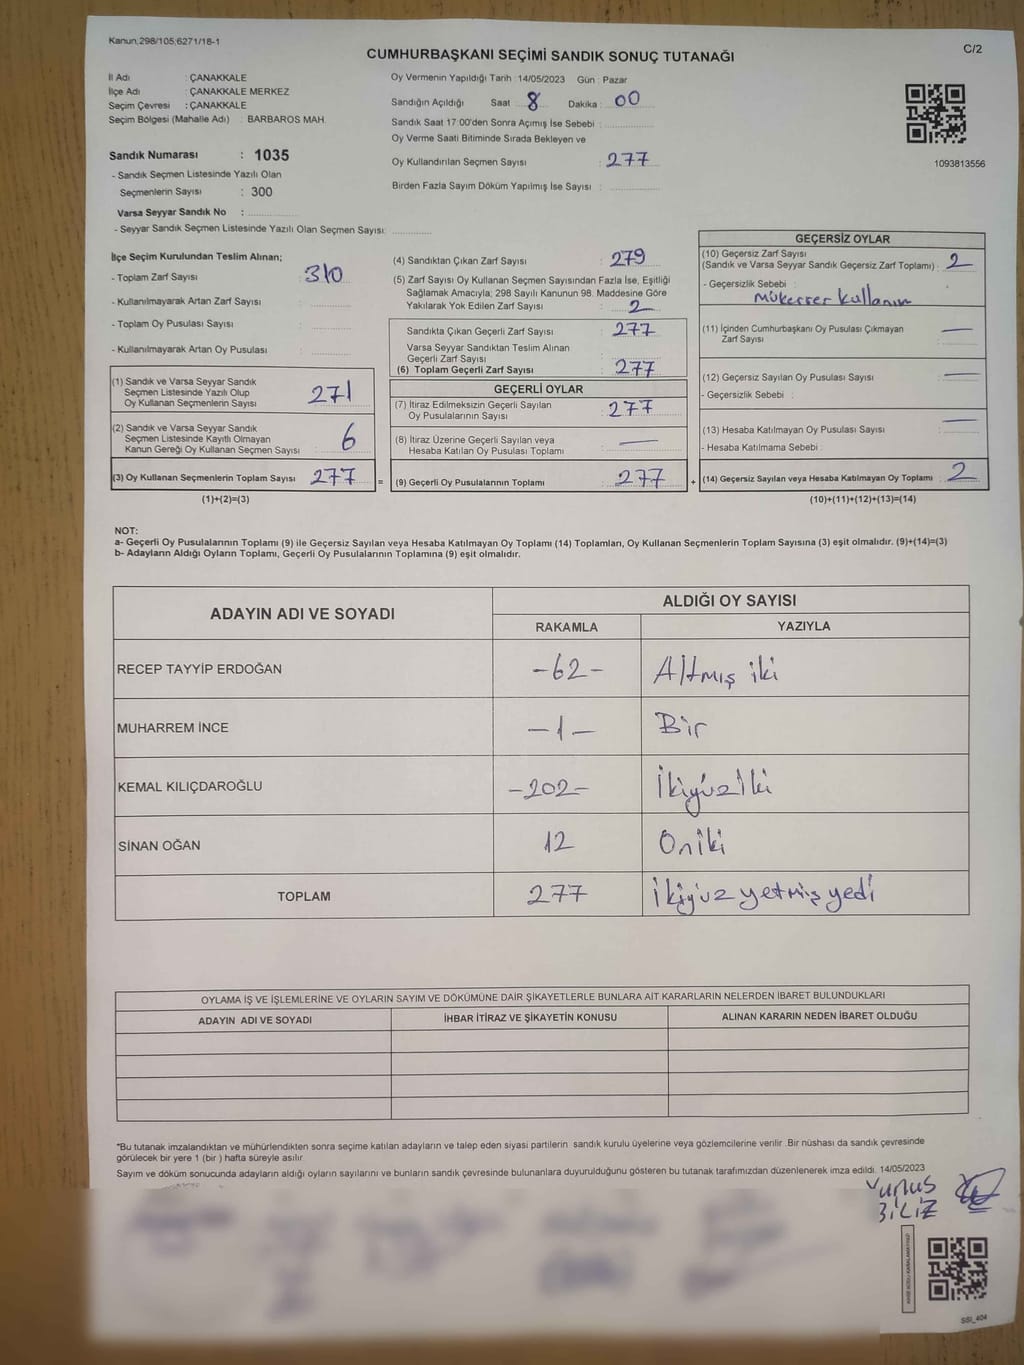 Kanun;298/105;6271/18-1
C/2
CUMHURBAŞKANI SEÇİMİ SANDIK SONUÇ TUTANAĞI
İl Adı : ÇANAKKALE
İlçe Adı : ÇANAKKALE MERKEZ
Seçim Çevresi : ÇANAKKALE
Seçim Bölgesi (Mahalle Adı) : BARBAROS MAH.
Sandık Numarası : 1035
- Sandık Seçmen Listesinde Yazılı Olan
Seçmenlerin Sayısı : 300
Varsa Seyyar Sandık No :
- Seyyar Sandık Seçmen Listesinde Yazılı Olan Seçmen Sayısı:
Oy Vermenin Yapıldığı Tarih : 14/05/2023 Gün : Pazar
Sandığın Açıldığı Saat 8 Dakika : 00
Sandık Saat 17:00'den Sonra Açımış İse Sebebi :
Oy Verme Saati Bitiminde Sırada Bekleyen ve
Oy Kullandırılan Seçmen Sayısı : 277
Birden Fazla Sayım Döküm Yapılmış İse Sayısı :
1093813556
İlçe Seçim Kurulundan Teslim Alınan;
- Toplam Zarf Sayısı : 310
- Kullanılmayarak Artan Zarf Sayısı :
- Toplam Oy Pusulası Sayısı :
- Kullanılmayarak Artan Oy Pusulası :
(1) Sandık ve Varsa Seyyar Sandık
Seçmen Listesinde Yazılı Olup
Oy Kullanan Seçmenlerin Sayısı : 271
(2) Sandık ve Varsa Seyyar Sandık
Seçmen Listesinde Kayıtlı Olmayan
Kanun Gereği Oy Kullanan Seçmen Sayısı : 6
(3) Oy Kullanan Seçmenlerin Toplam Sayısı : 277 =
(1)+(2)=(3)
(4) Sandıktan Çıkan Zarf Sayısı : 279
(5) Zarf Sayısı Oy Kullanan Seçmen Sayısından Fazla İse, Eşitliği
Sağlamak Amacıyla; 298 Sayılı Kanunun 98. Maddesine Göre
Yakılarak Yok Edilen Zarf Sayısı : 2
Sandıkta Çıkan Geçerli Zarf Sayısı : 277
Varsa Seyyar Sandıktan Teslim Alınan
Geçerli Zarf Sayısı :
(6) Toplam Geçerli Zarf Sayısı : 277
GEÇERLİ OYLAR
(7) İtiraz Edilmeksizin Geçerli Sayılan
Oy Pusulalarının Sayısı : 277
(8) İtiraz Üzerine Geçerli Sayılan veya
Hesaba Katılan Oy Pusulası Toplamı : —
(9) Geçerli Oy Pusulalarının Toplamı : 277 +
GEÇERSİZ OYLAR
(10) Geçersiz Zarf Sayısı
(Sandık ve Varsa Seyyar Sandık Geçersiz Zarf Toplamı) : 2
- Geçersizlik Sebebi :
Mükerrer kullanım
(11) İçinden Cumhurbaşkanı Oy Pusulası Çıkmayan
Zarf Sayısı : —
(12) Geçersiz Sayılan Oy Pusulası Sayısı : —
- Geçersizlik Sebebi :
(13) Hesaba Katılmayan Oy Pusulası Sayısı : —
- Hesaba Katılmama Sebebi :
(14) Geçersiz Sayılan veya Hesaba Katılmayan Oy Toplamı : 2
(10)+(11)+(12)+(13)=(14)
NOT:
a- Geçerli Oy Pusulalarının Toplamı (9) ile Geçersiz Sayılan veya Hesaba Katılmayan Oy Toplamı (14) Toplamları, Oy Kullanan Seçmenlerin Toplam Sayısına (3) eşit olmalıdır. (9)+(14)=(3)
b- Adayların Aldığı Oyların Toplamı, Geçerli Oy Pusulalarının Toplamına (9) eşit olmalıdır.
ADAYIN ADI VE SOYADI ALDIĞI OY SAYISI
RAKAMLA YAZIYLA
RECEP TAYYİP ERDOĞAN -62- Altmış iki
MUHARREM İNCE -1- Bir
KEMAL KILIÇDAROĞLU -202- İkiyüziki
SİNAN OĞAN 12 Oniki
TOPLAM 277 İkiyüz yetmiş yedi
OYLAMA İŞ VE İŞLEMLERİNE VE OYLARIN SAYIM VE DÖKÜMÜNE DAİR ŞİKAYETLERLE BUNLARA AİT KARARLARIN NELERDEN İBARET BULUNDUKLARI
ADAYIN ADI VE SOYADI İHBAR İTİRAZ VE ŞİKAYETİN KONUSU ALINAN KARARIN NEDEN İBARET OLDUĞU
*Bu tutanak imzalandıktan ve mühürlendikten sonra seçime katılan adayların ve talep eden siyasi partilerin sandık kurulu üyelerine veya gözlemcilerine verilir .Bir nüshası da sandık çevresinde
görülecek bir yere 1 (bir ) hafta süreyle asılır.
Sayım ve döküm sonucunda adayların aldığı oyların sayılarını ve bunların sandık çevresinde bulunanlara duyurulduğunu gösteren bu tutanak tarafımızdan düzenlenerek imza edildi. 14/05/2023
Yunus
BİLİZ
SSI_404